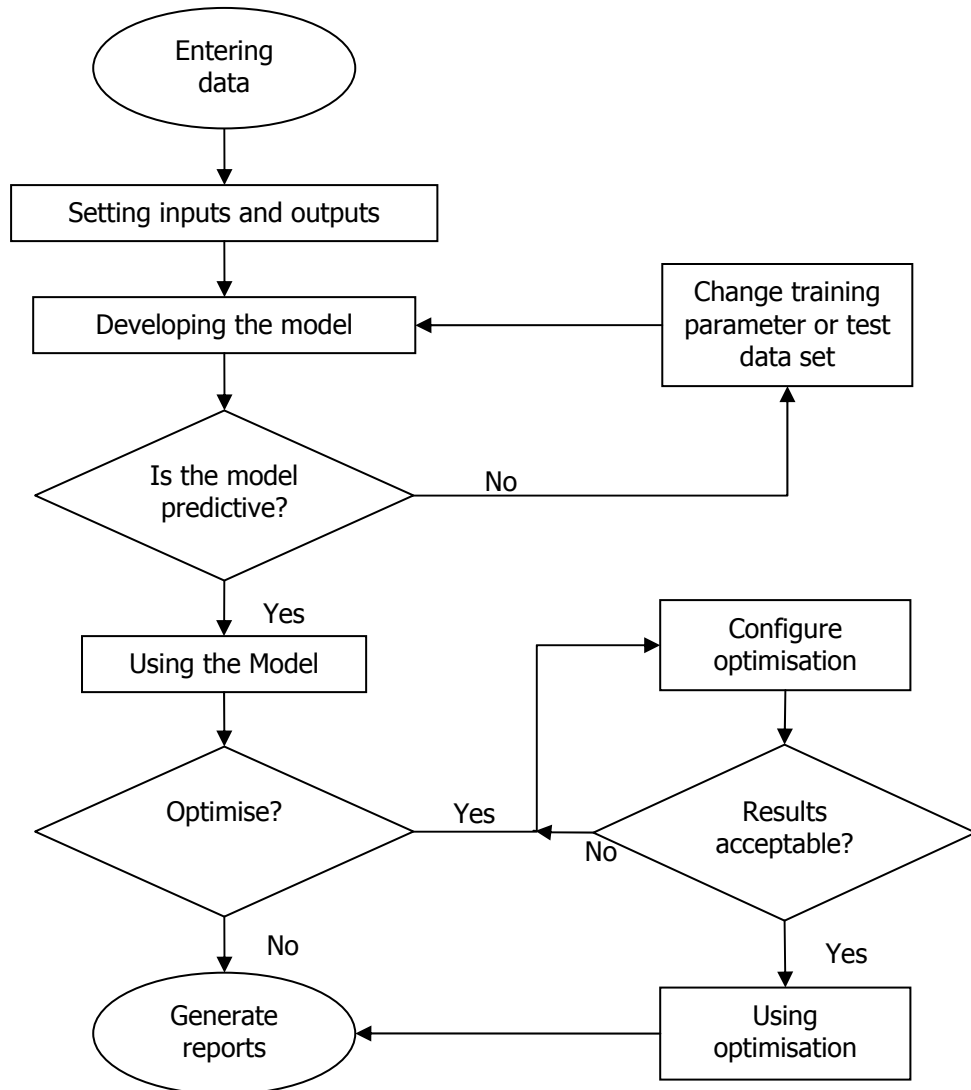 Entering
data
Setting inputs and outputs
Developing the model
Change training
parameter or test
data set
Is the model
predictive?
No
Yes
Using the Model
Configure
optimisation
Optimise?
Yes
Results
acceptable?
No
No
Yes
Generate
reports
Using
optimisation